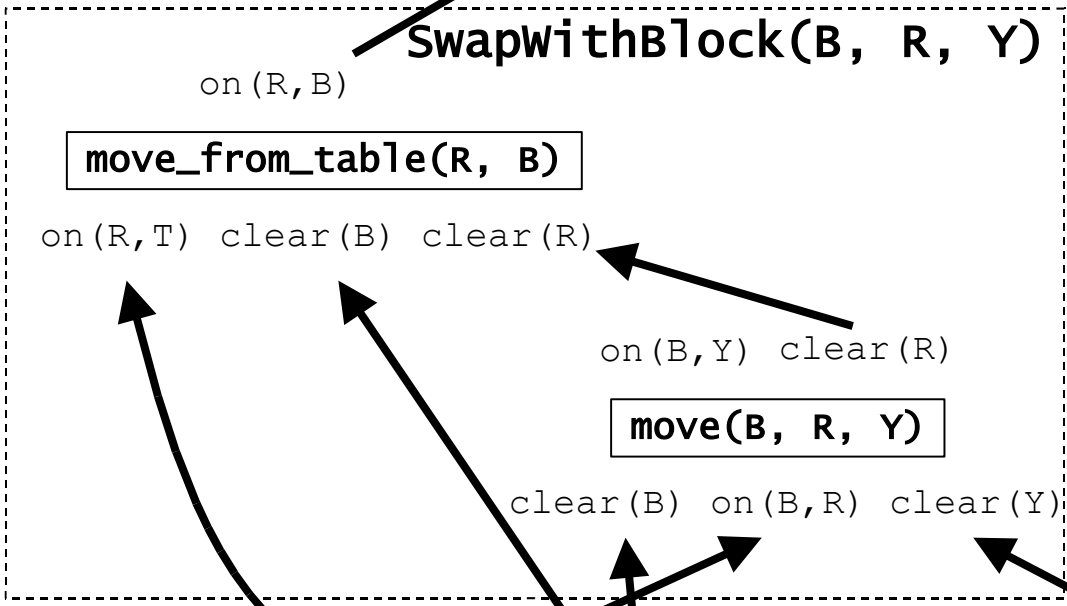 SwapWithBlock(B, R, Y)
on(R,B)
move_from_table(R, B)
on(R,T) clear(B) clear(R)
on(B,Y) clear(R)
move(B, R, Y)
clear(B) on(B,R) clear(Y)